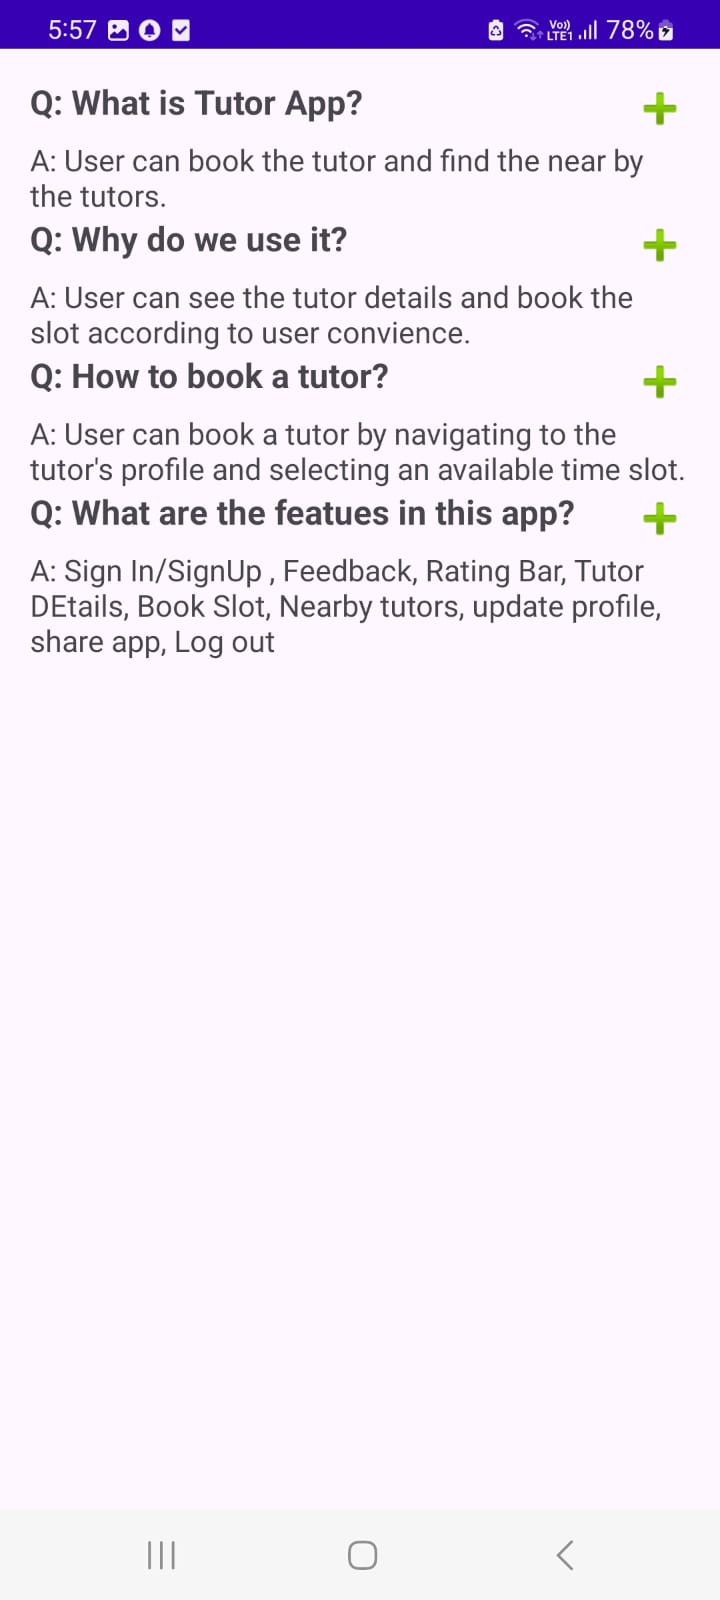 5:57
Vo)) LTE1 78%
Q: What is Tutor App?
A: User can book the tutor and find the near by
the tutors.
Q: Why do we use it?
A: User can see the tutor details and book the
slot according to user convience.
Q: How to book a tutor?
A: User can book a tutor by navigating to the
tutor's profile and selecting an available time slot.
Q: What are the featues in this app?
A: Sign In/SignUp , Feedback, Rating Bar, Tutor
DEtails, Book Slot, Nearby tutors, update profile,
share app, Log out